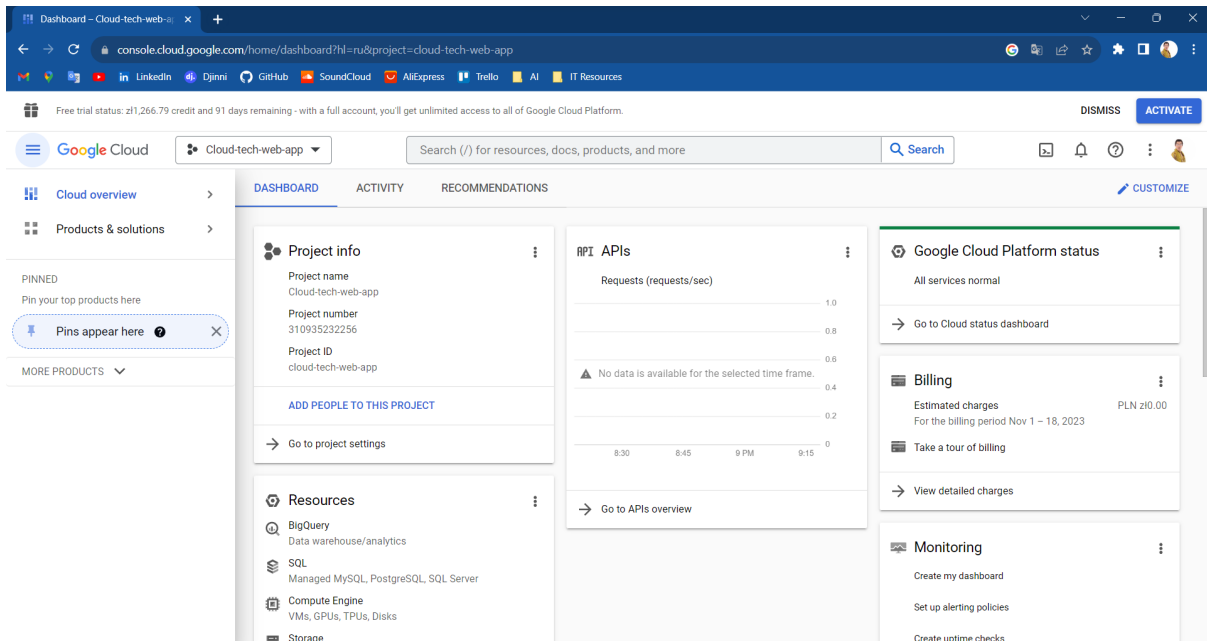 Dashboard – Cloud-tech-web-a
console.cloud.google.com/home/dashboard?hl=ru&project=cloud-tech-web-app
LinkedIn Djinni GitHub SoundCloud AliExpress Trello AI IT Resources
Free trial status: zł1,266.79 credit and 91 days remaining - with a full account, you'll get unlimited access to all of Google Cloud Platform.
DISMISS
ACTIVATE
Google Cloud
Cloud-tech-web-app
Search (/) for resources, docs, products, and more
Search
Cloud overview
Products & solutions
PINNED
Pin your top products here
Pins appear here
MORE PRODUCTS
DASHBOARD
ACTIVITY
RECOMMENDATIONS
CUSTOMIZE
Project info
Project name
Cloud-tech-web-app
Project number
310935232256
Project ID
cloud-tech-web-app
ADD PEOPLE TO THIS PROJECT
Go to project settings
Resources
BigQuery
Data warehouse/analytics
SQL
Managed MySQL, PostgreSQL, SQL Server
Compute Engine
VMs, GPUs, TPUs, Disks
Storage
API APIs
Requests (requests/sec)
1.0
0.8
0.6
No data is available for the selected time frame.
0.4
0.2
0
8:30 8:45 9 PM 9:15
Go to APIs overview
Google Cloud Platform status
All services normal
Go to Cloud status dashboard
Billing
Estimated charges PLN zł0.00
For the billing period Nov 1 – 18, 2023
Take a tour of billing
View detailed charges
Monitoring
Create my dashboard
Set up alerting policies
Create uptime checks